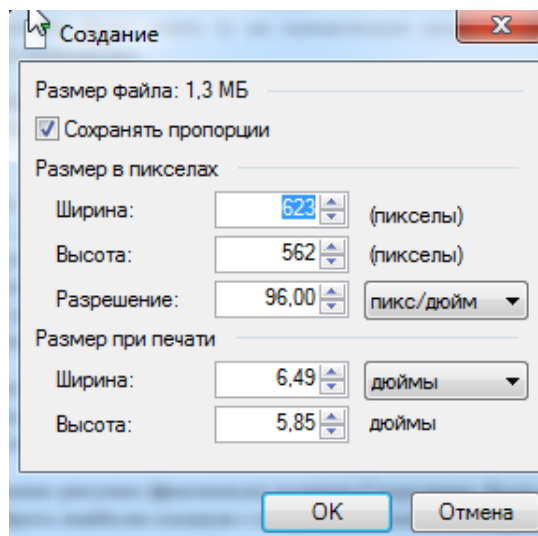 Создание
Размер файла: 1,3 МБ
Сохранять пропорции
Размер в пикселах
Ширина: 623 (пикселы)
Высота: 562 (пикселы)
Разрешение: 96,00 пикс/дюйм
Размер при печати
Ширина: 6,49 дюймы
Высота: 5,85 дюймы
OK Отмена